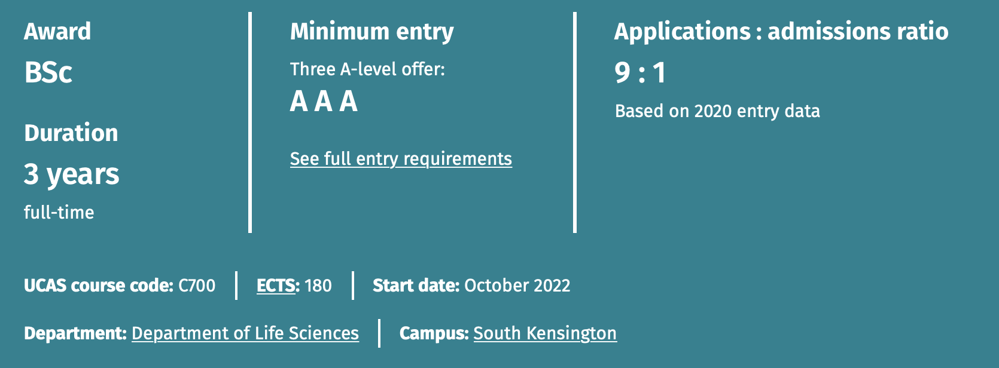 Award
BSc
Duration
3 years
full-time
Minimum entry
Three A-level offer:
A A A
See full entry requirements
Applications : admissions ratio
9 : 1
Based on 2020 entry data
UCAS course code: C700
ECTS: 180
Start date: October 2022
Department: Department of Life Sciences
Campus: South Kensington